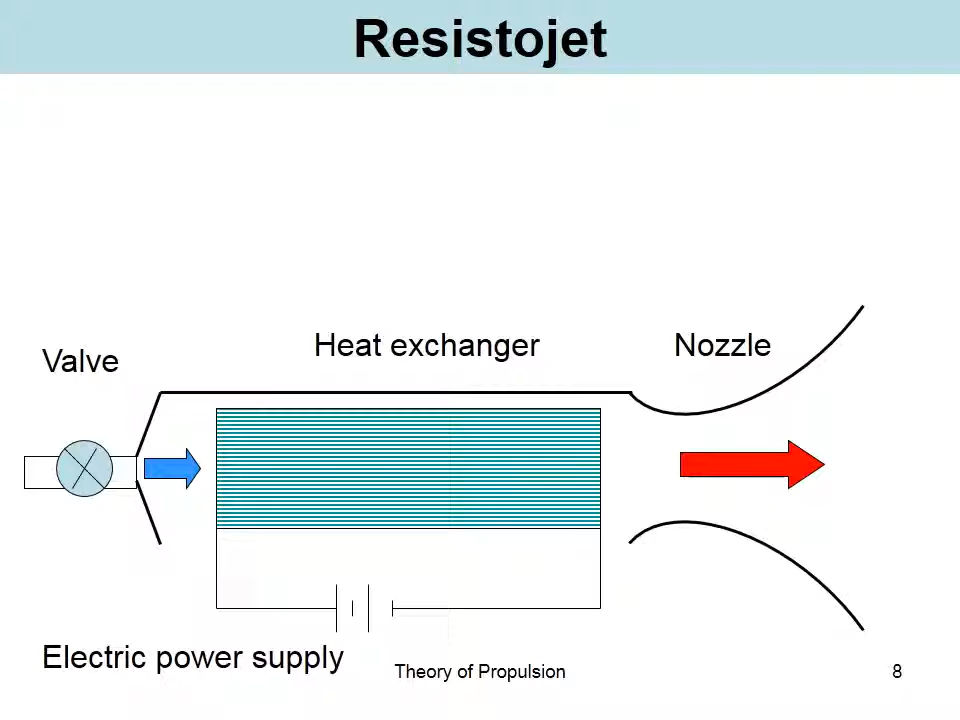 Resistojet
Valve
Heat exchanger
Nozzle
Electric power supply
Theory of Propulsion
8